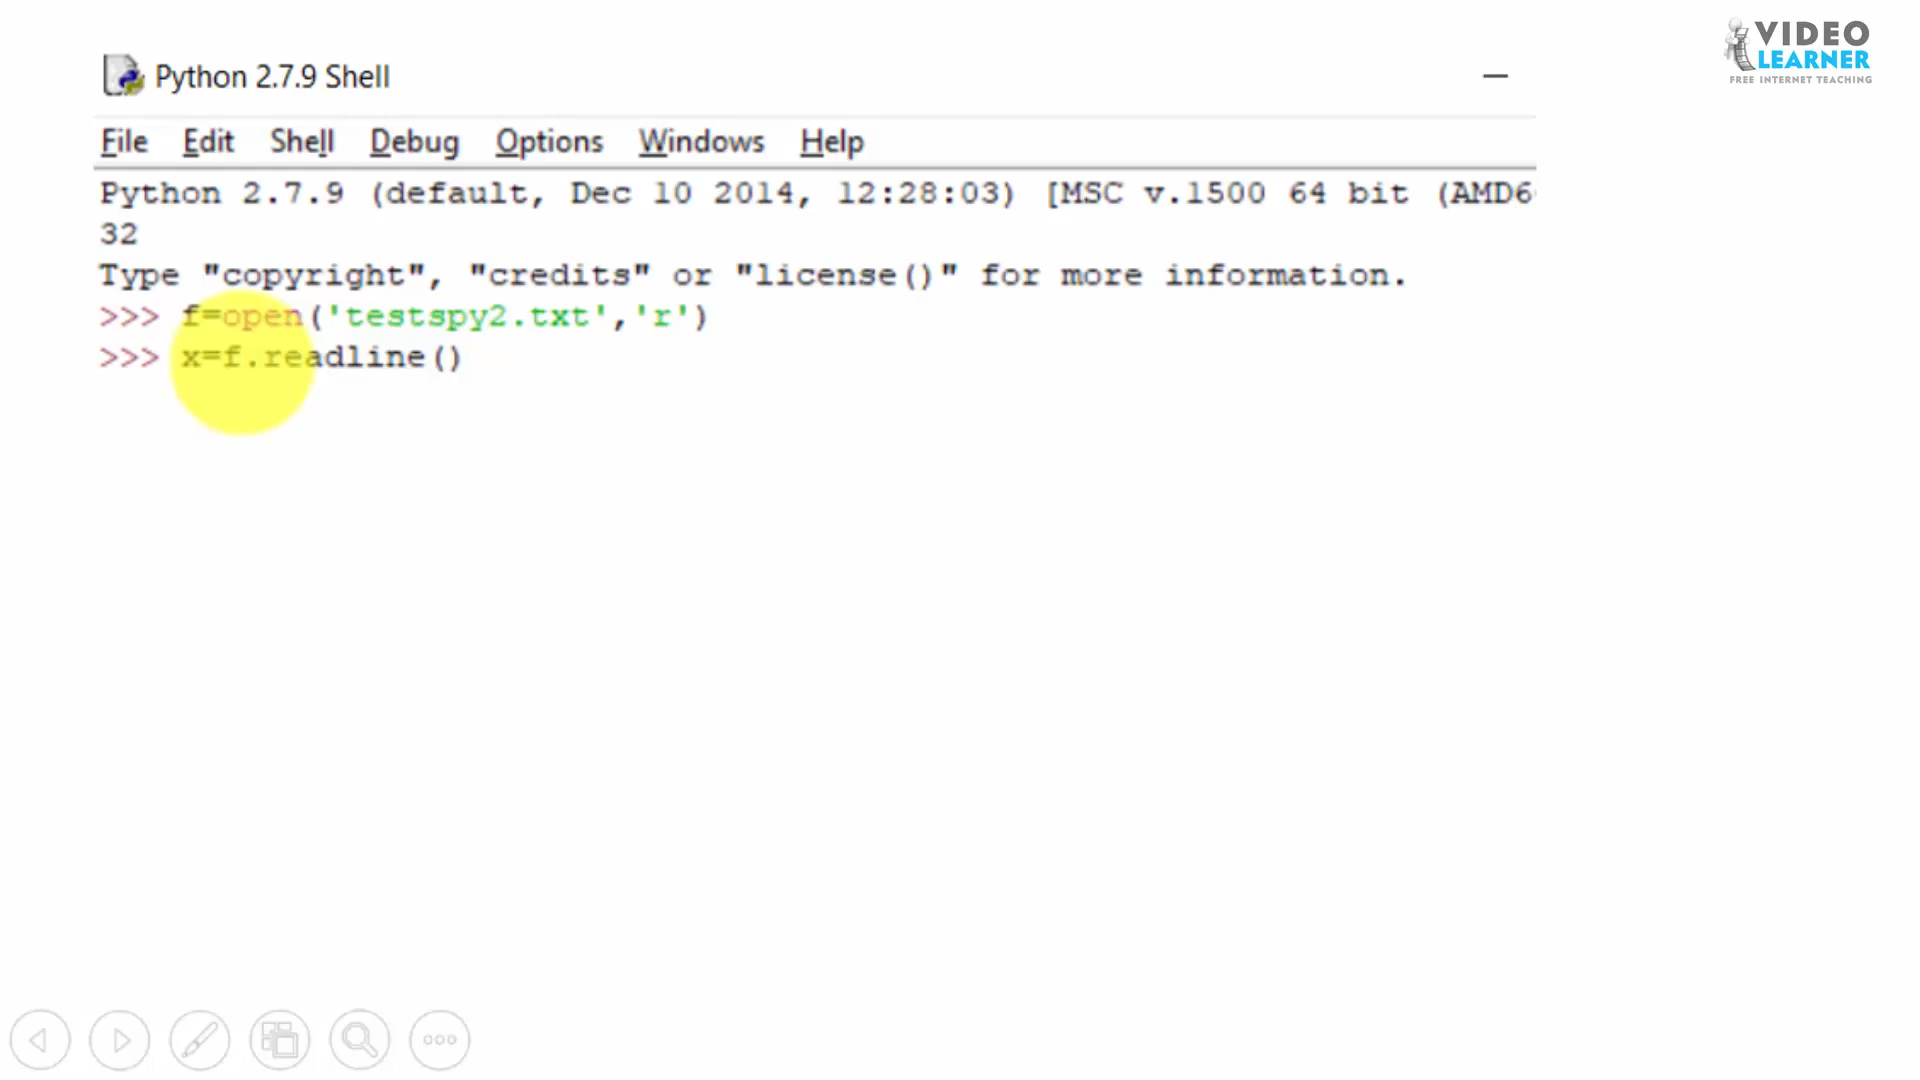 VIDEO
LEARNER
FREE INTERNET TEACHING
Python 2.7.9 Shell
File Edit Shell Debug Options Windows Help
Python 2.7.9 (default, Dec 10 2014, 12:28:03) [MSC v.1500 64 bit (AMD6
32
Type "copyright", "credits" or "license()" for more information.
>>> f=open('testspy2.txt','r')
>>> x=f.readline()